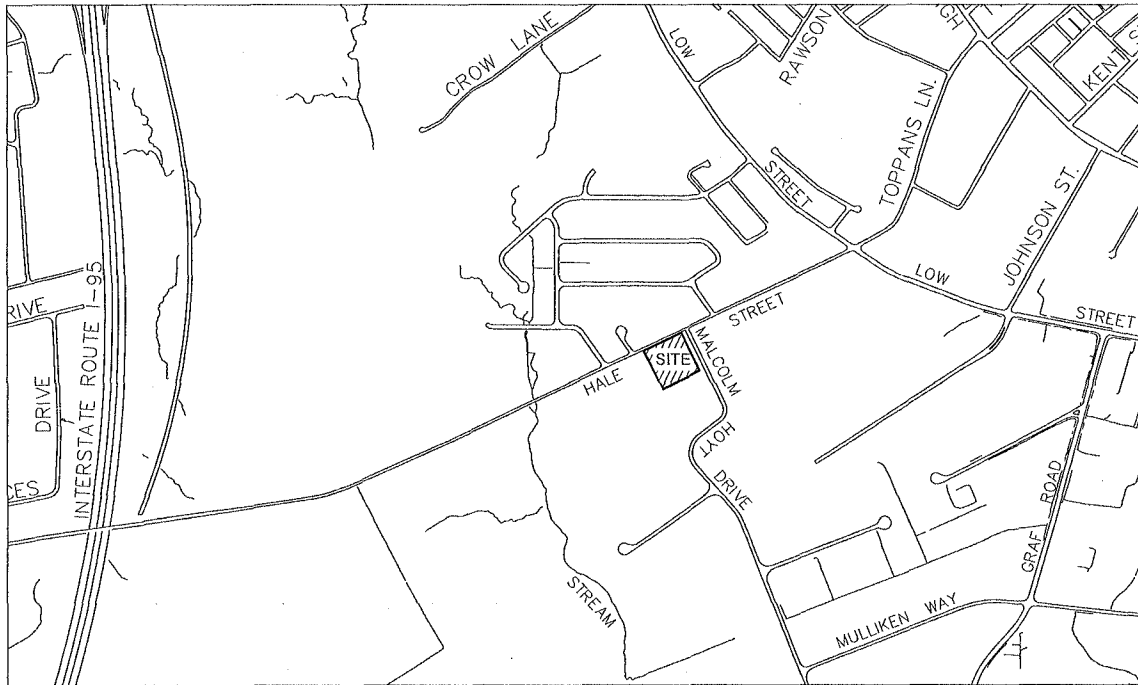 CROW LANE
LOW
STREET
RAWSON
TOPPANS LN.
GH
KENT
S
JOHNSON ST.
LOW
STREET
INTERSTATE ROUTE I-95
RIVE
DRIVE
CES
HALE
STREET
SITE
MALCOLM
HOYT
DRIVE
STREAM
GRAF ROAD
MULLIKEN WAY